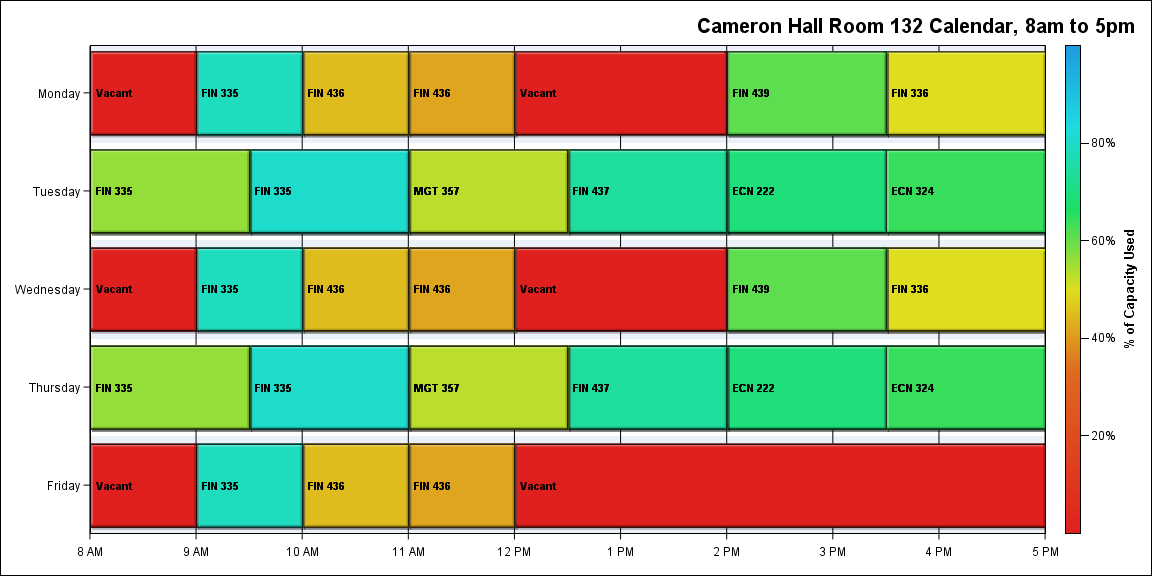 Cameron Hall Room 132 Calendar, 8am to 5pm
Monday
Vacant FIN 335 FIN 436 FIN 436 Vacant FIN 439 FIN 336
Tuesday
FIN 335 FIN 335 MGT 357 FIN 437 ECN 222 ECN 324
Wednesday
Vacant FIN 335 FIN 436 FIN 436 Vacant FIN 439 FIN 336
Thursday
FIN 335 FIN 335 MGT 357 FIN 437 ECN 222 ECN 324
Friday
Vacant FIN 335 FIN 436 FIN 436 Vacant
8 AM 9 AM 10 AM 11 AM 12 PM 1 PM 2 PM 3 PM 4 PM 5 PM
80%
60%
40%
20%
% of Capacity Used